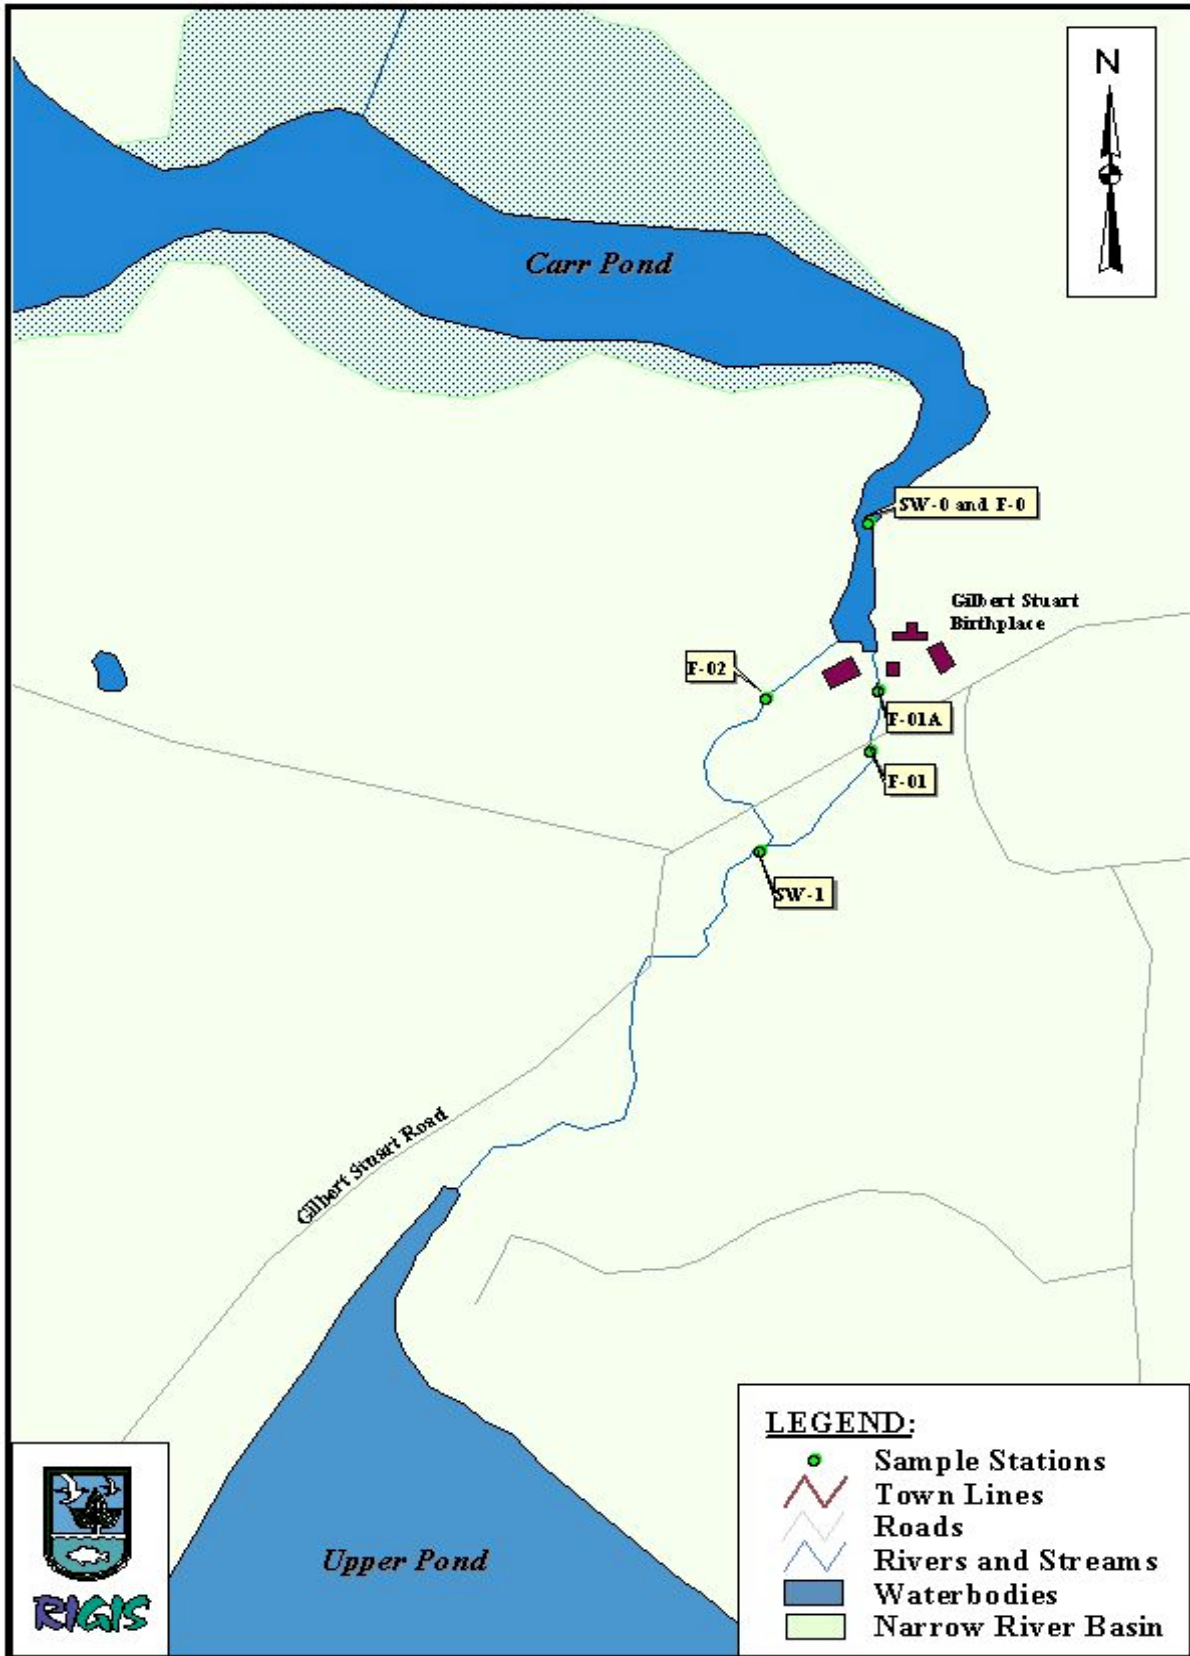 N
Carr Pond
SW-0 and F-0
Gilbert Stuart
Birthplace
F-02
F-01A
F-01
SW-1
Gilbert Stuart Road
Upper Pond
LEGEND:
Sample Stations
Town Lines
Roads
Rivers and Streams
Waterbodies
Narrow River Basin
RIGIS